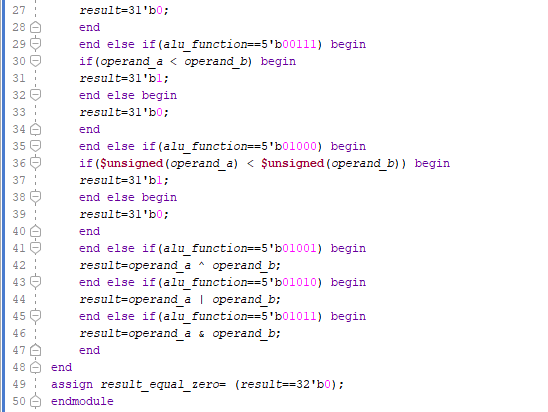 27 result=31'b0;
28 end
29 end else if(alu_function==5'b00111) begin
30 if(operand_a < operand_b) begin
31 result=31'b1;
32 end else begin
33 result=31'b0;
34 end
35 end else if(alu_function==5'b01000) begin
36 if($unsigned(operand_a) < $unsigned(operand_b)) begin
37 result=31'b1;
38 end else begin
39 result=31'b0;
40 end
41 end else if(alu_function==5'b01001) begin
42 result=operand_a ^ operand_b;
43 end else if(alu_function==5'b01010) begin
44 result=operand_a | operand_b;
45 end else if(alu_function==5'b01011) begin
46 result=operand_a & operand_b;
47 end
48 end
49 assign result_equal_zero= (result==32'b0);
50 endmodule